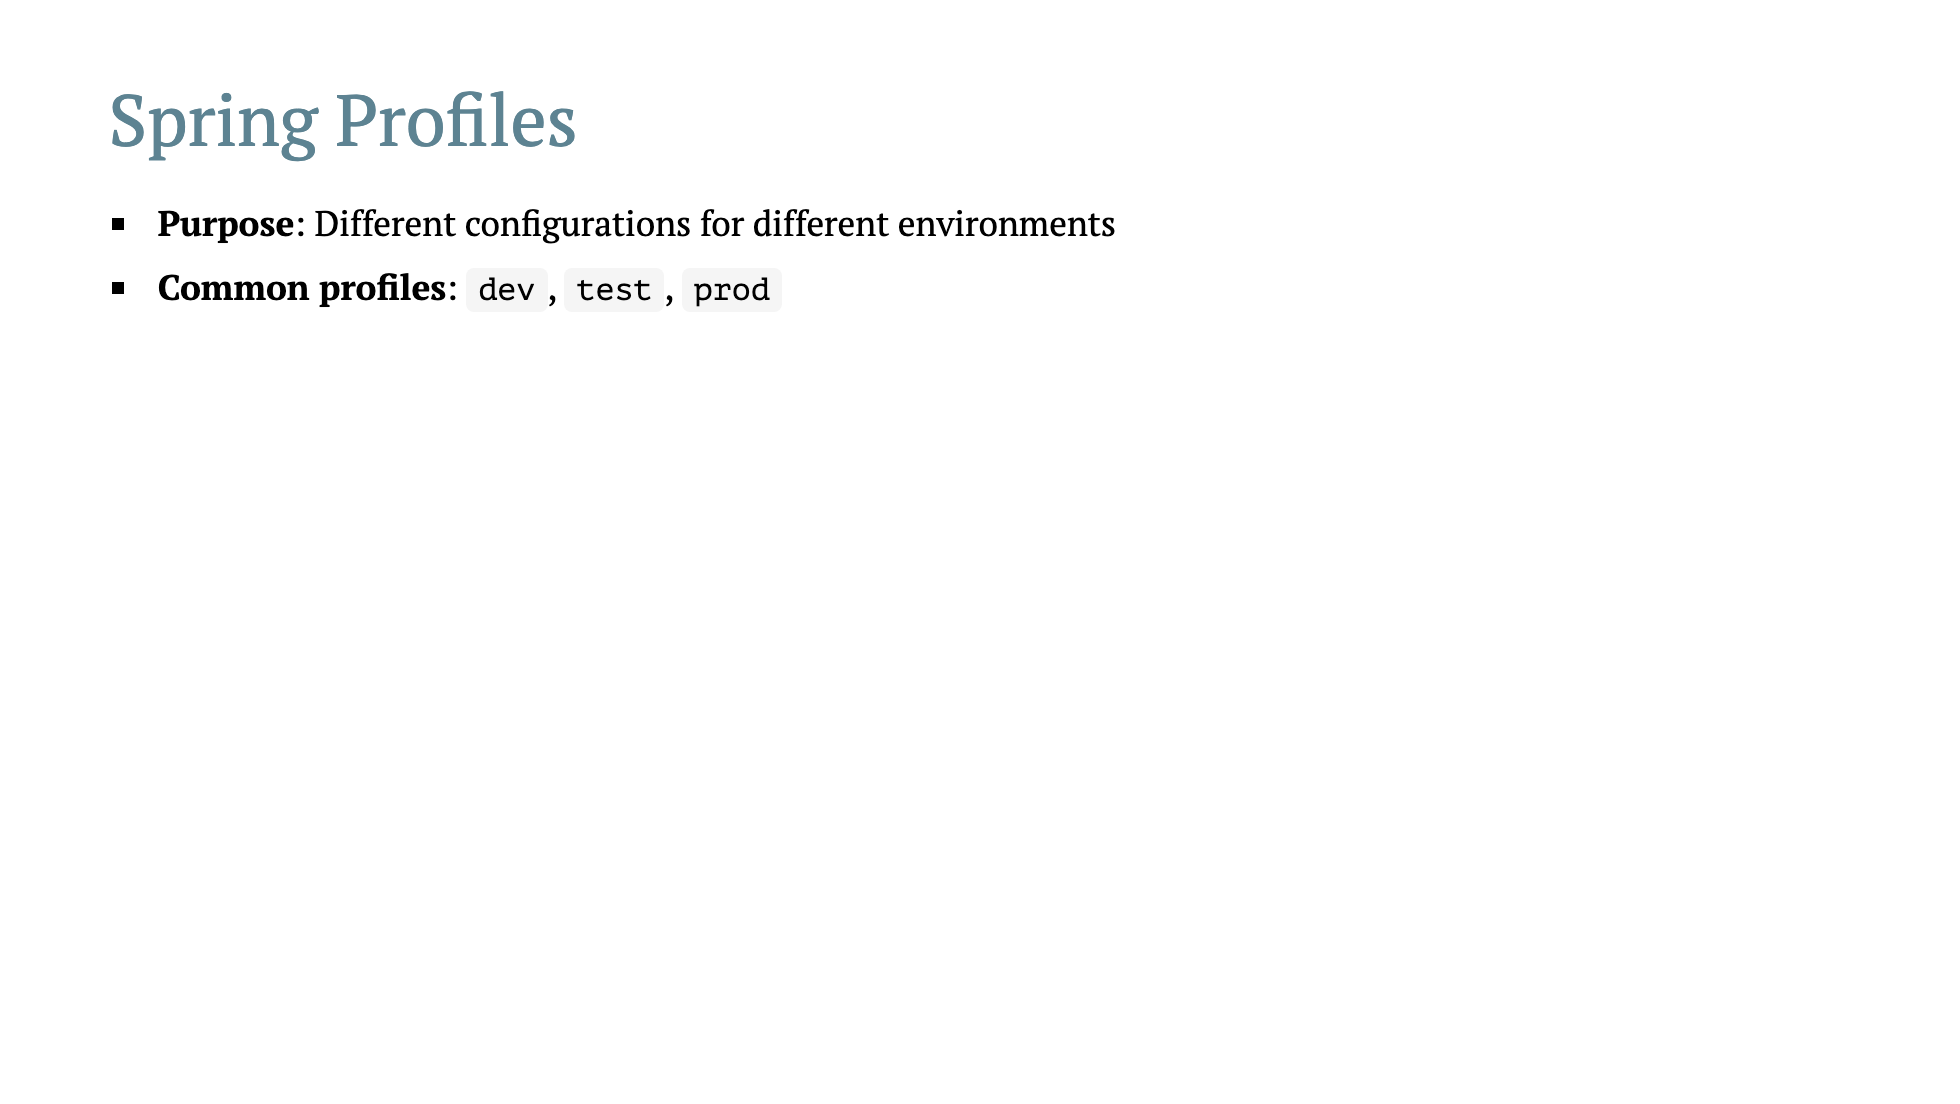 Spring Profiles
▪ Purpose: Different configurations for different environments
▪ Common profiles: dev, test, prod